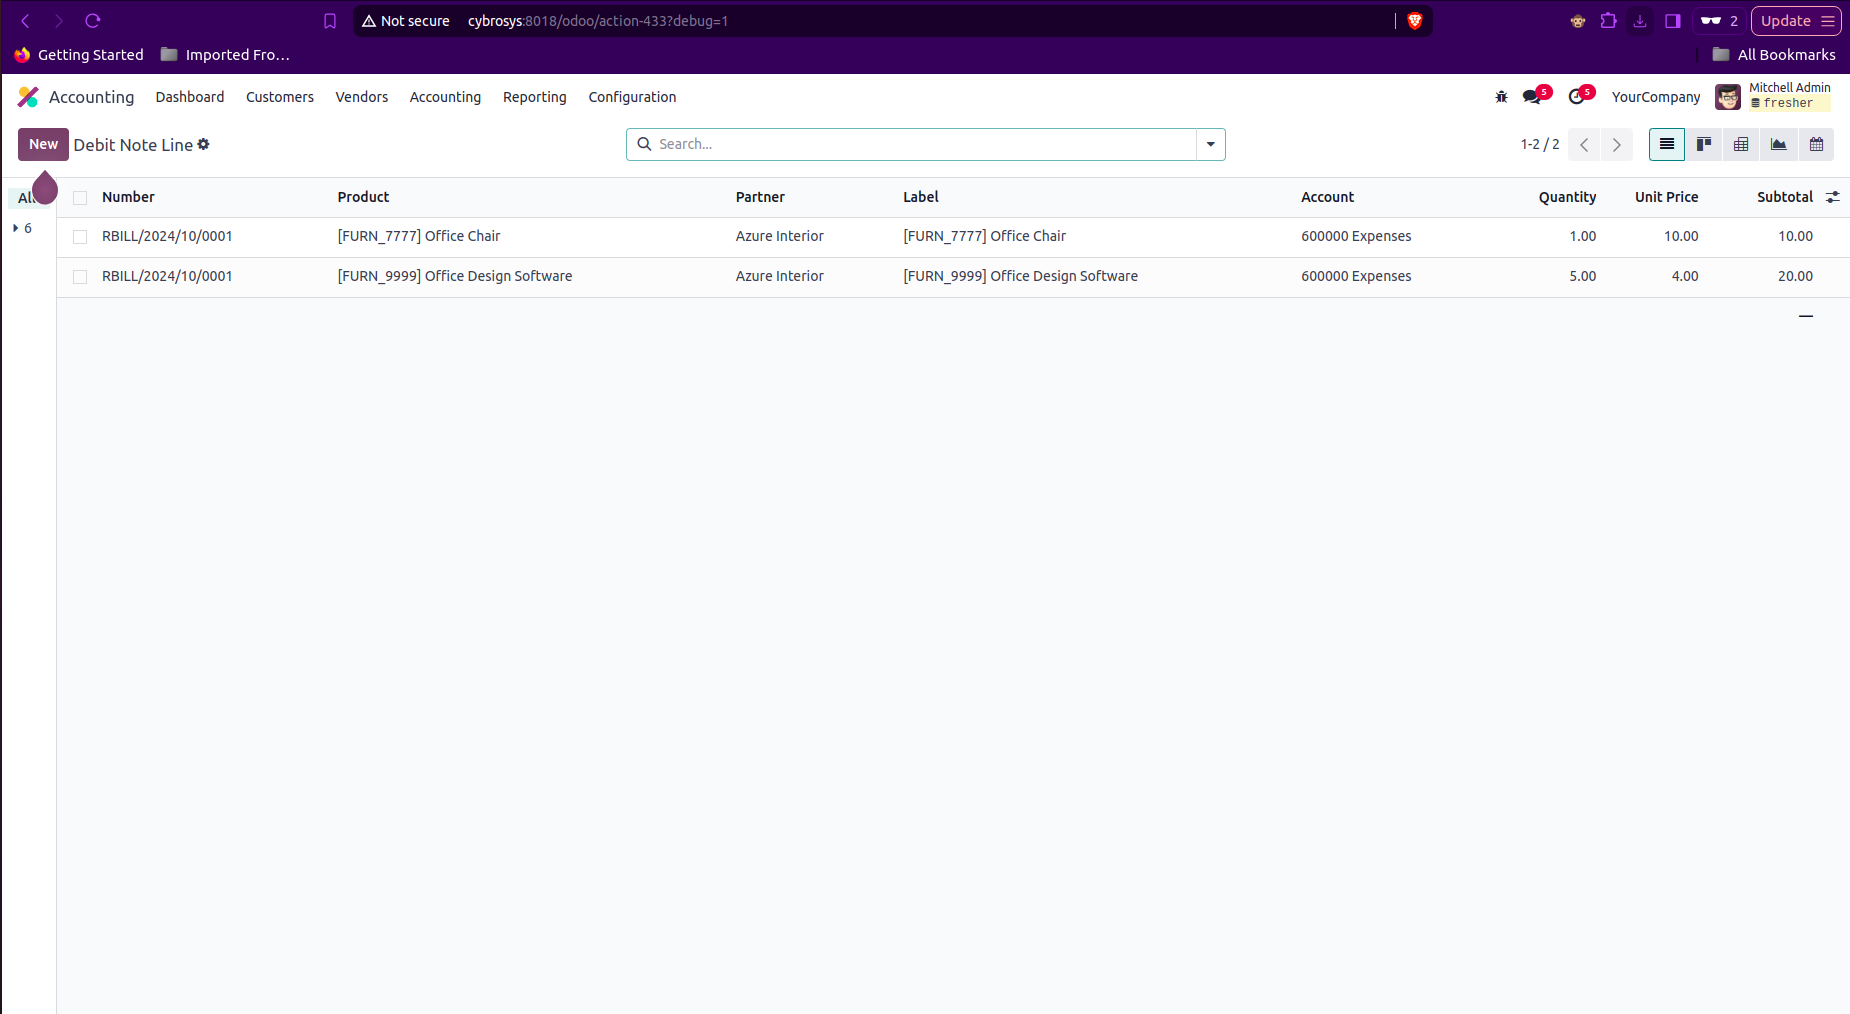 Not secure cybrosys:8018/odoo/action-433?debug=1 2 Update
Getting Started Imported Fro... All Bookmarks
Accounting Dashboard Customers Vendors Accounting Reporting Configuration 5 5 YourCompany Mitchell Admin
fresher
New Debit Note Line Search... 1-2 / 2
All Number Product Partner Label Account Quantity Unit Price Subtotal
6 RBILL/2024/10/0001 [FURN_7777] Office Chair Azure Interior [FURN_7777] Office Chair 600000 Expenses 1.00 10.00 10.00
RBILL/2024/10/0001 [FURN_9999] Office Design Software Azure Interior [FURN_9999] Office Design Software 600000 Expenses 5.00 4.00 20.00
—